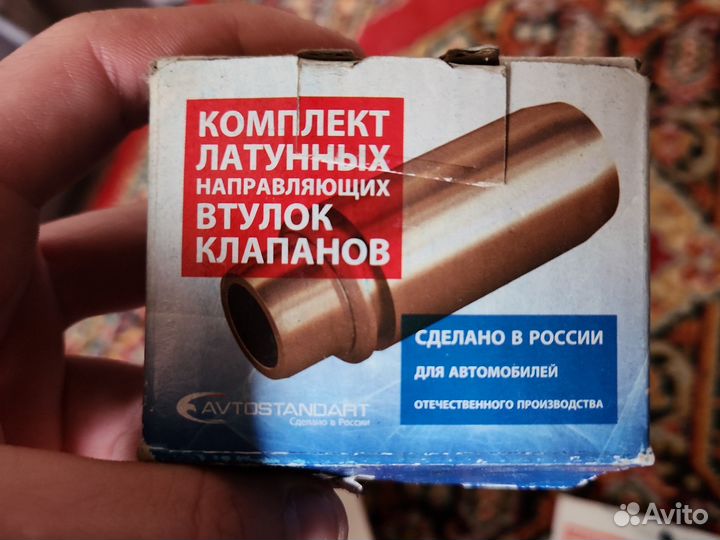 КОМПЛЕКТ
ЛАТУННЫХ
НАПРАВЛЯЮЩИХ
ВТУЛОК
КЛАПАНОВ
СДЕЛАНО В РОССИИ
ДЛЯ АВТОМОБИЛЕЙ
ОТЕЧЕСТВЕННОГО ПРОИЗВОДСТВА
AVTOSTANDART
Сделано в России
Avito